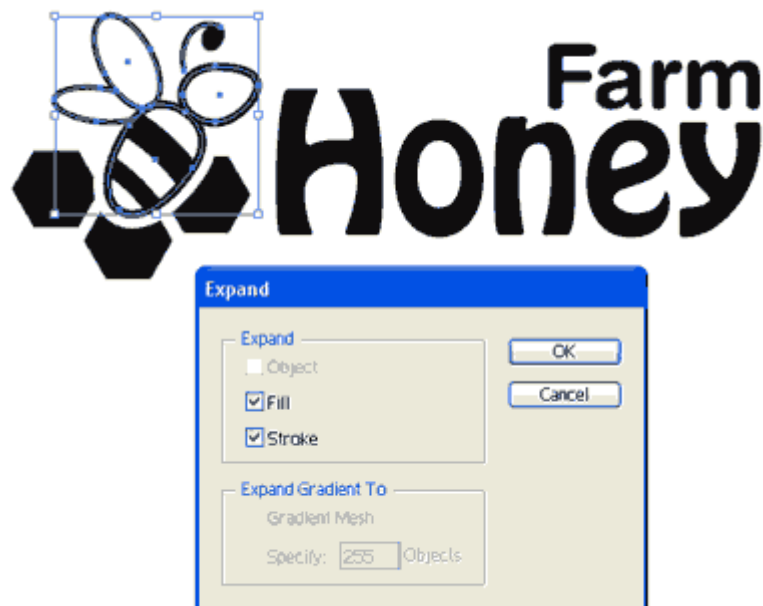 Farm
Honey
Expand
Expand
Object
Fill
Stroke
OK
Cancel
Expand Gradient To
Gradient Mesh
Specify: 255 Objects